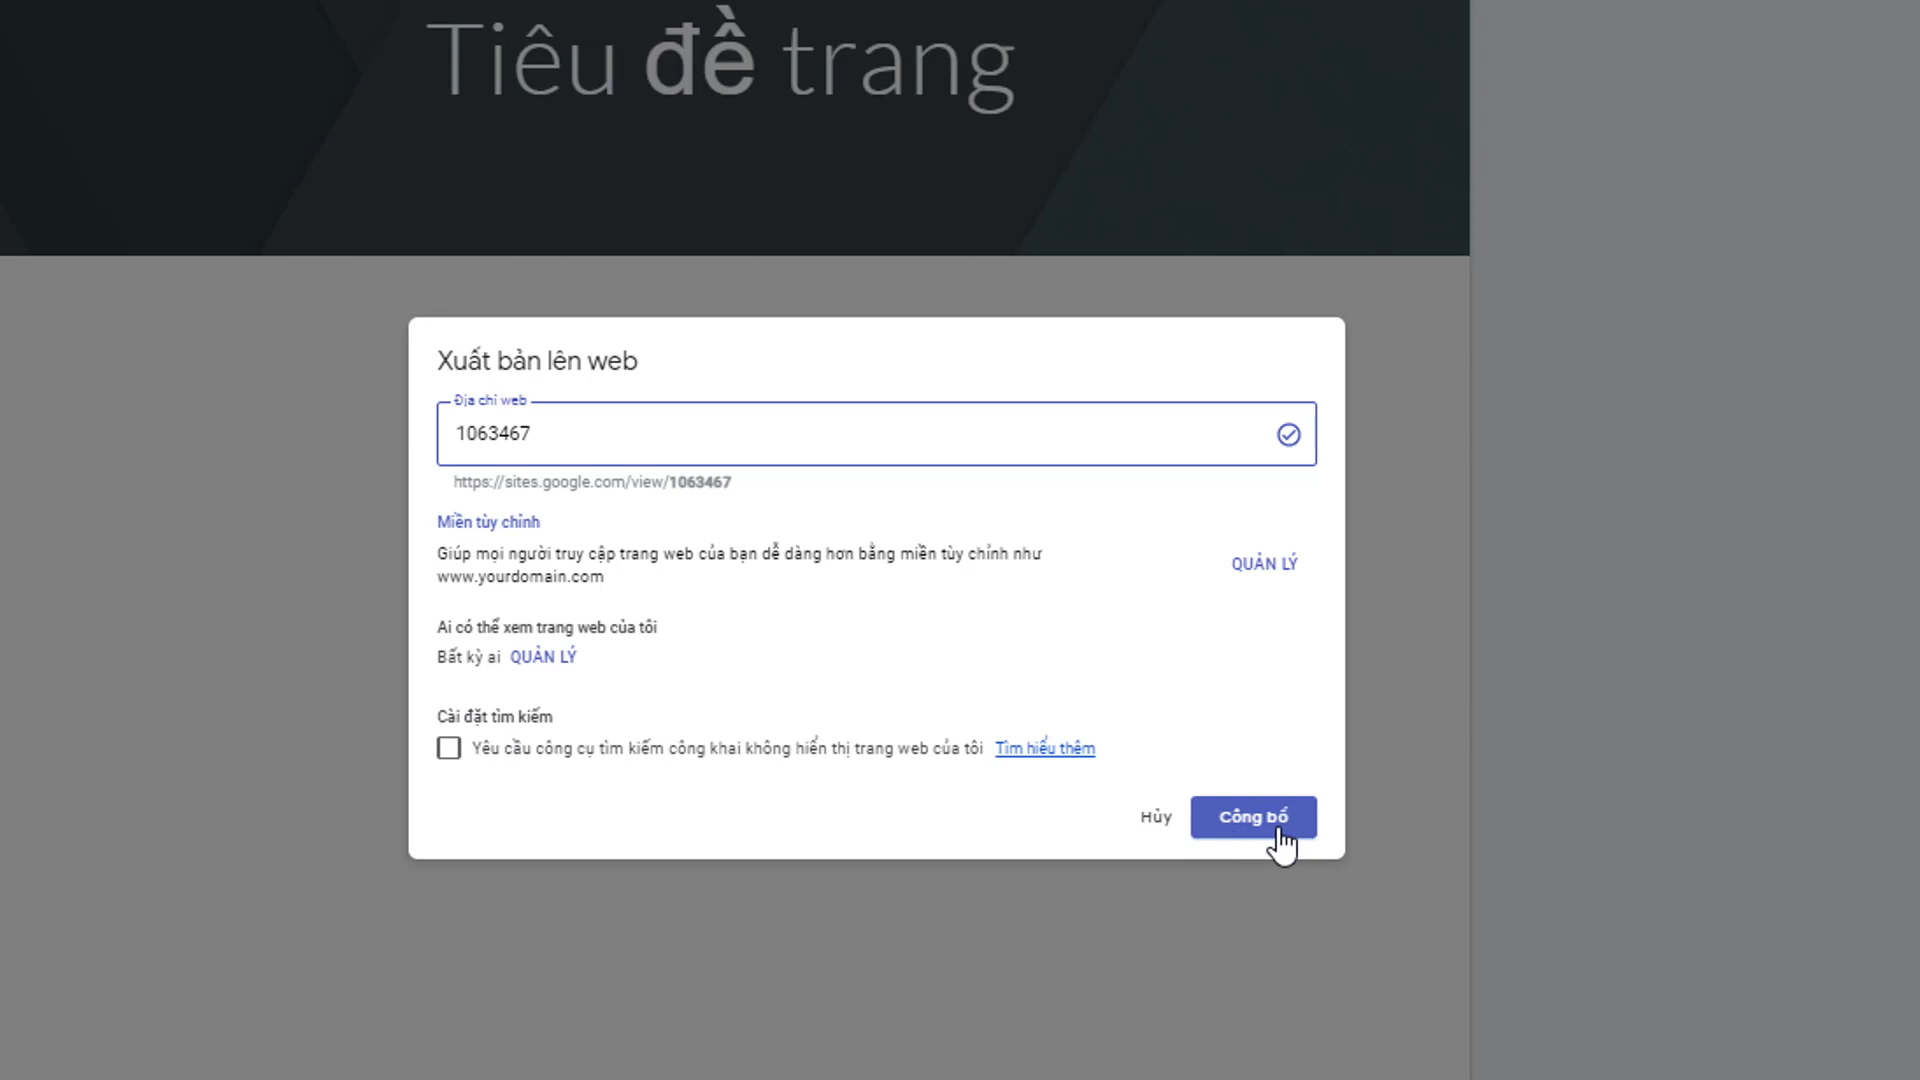 Tiêu đề trang
Xuất bản lên web
Địa chỉ web
1063467
https://sites.google.com/view/1063467
Miền tùy chỉnh
Giúp mọi người truy cập trang web của bạn dễ dàng hơn bằng miền tùy chỉnh như
www.yourdomain.com
QUẢN LÝ
Ai có thể xem trang web của tôi
Bất kỳ ai QUẢN LÝ
Cài đặt tìm kiếm
Yêu cầu công cụ tìm kiếm công khai không hiển thị trang web của tôi Tìm hiểu thêm
Hủy Công bố